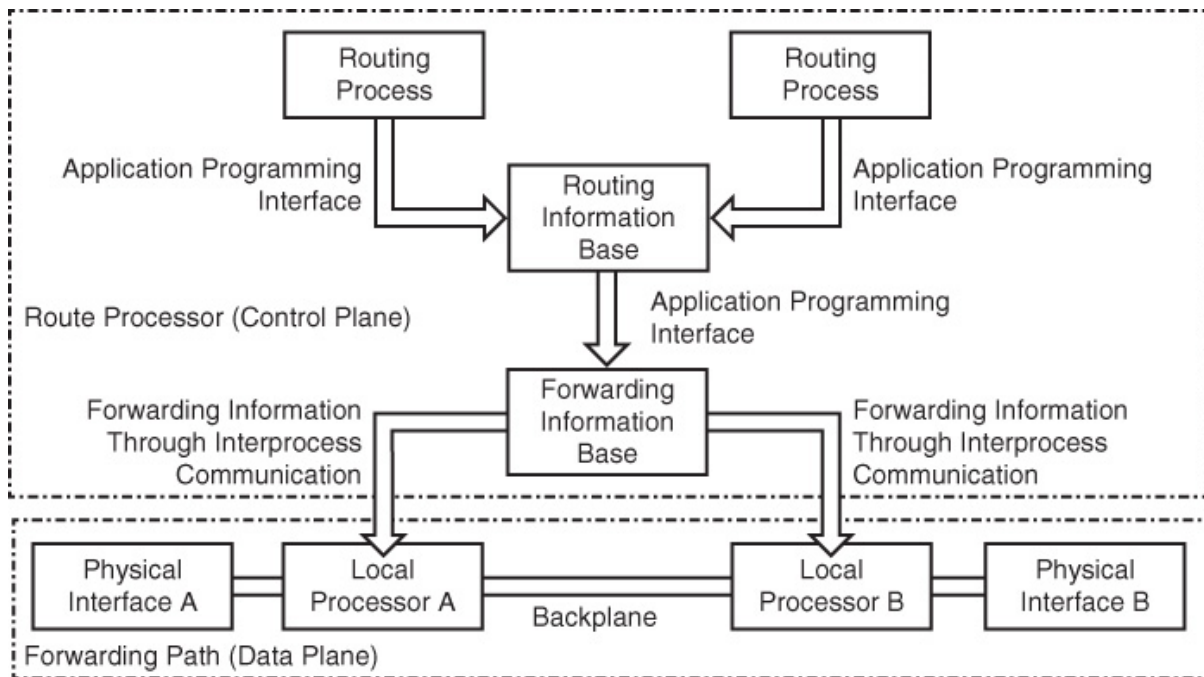 Routing
Process
Routing
Process
Application Programming
Interface
Routing
Information
Base
Application Programming
Interface
Route Processor (Control Plane)
Application Programming
Interface
Forwarding Information
Through Interprocess
Communication
Forwarding
Information
Base
Forwarding Information
Through Interprocess
Communication
Physical
Interface A
Local
Processor A
Backplane
Local
Processor B
Physical
Interface B
Forwarding Path (Data Plane)